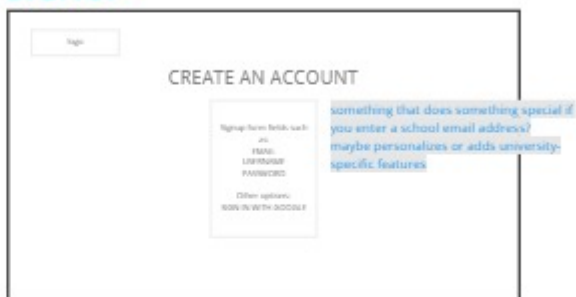 logo
CREATE AN ACCOUNT
Signup form fields such
as:
EMAIL
USERNAME
PASSWORD
Other options:
SIGN IN WITH GOOGLE
something that does something special if
you enter a school email address?
maybe personalizes or adds university-
specific features